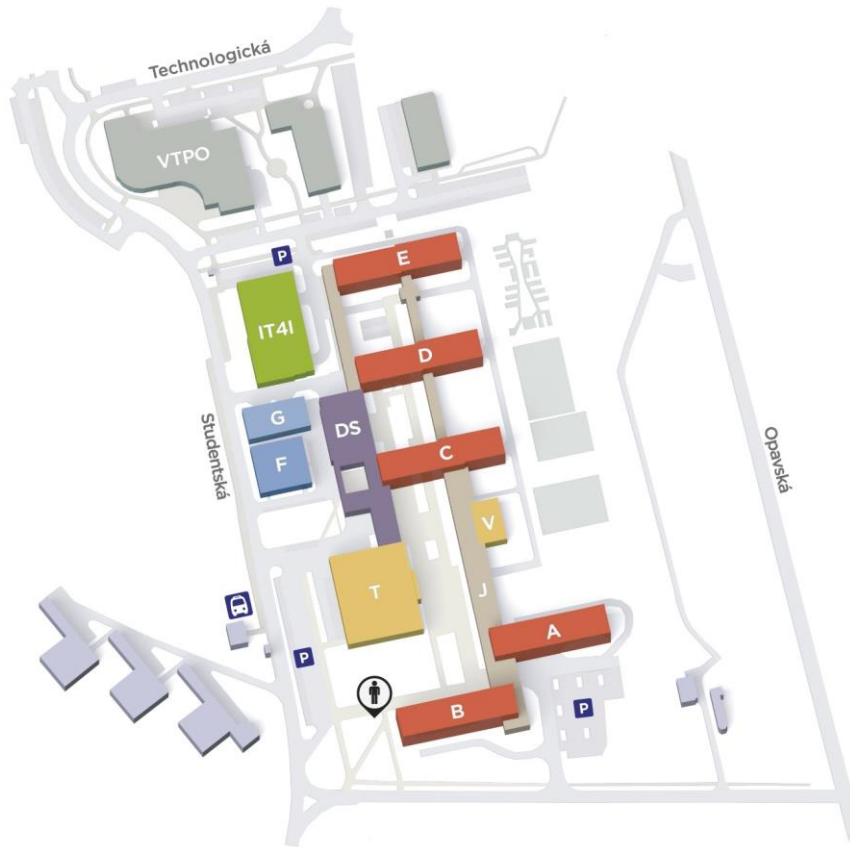 Technologická
VTPO
P
E
IT4I
D
G
DS
Studentská
C
F
Opavská
V
J
T
A
P
B
P